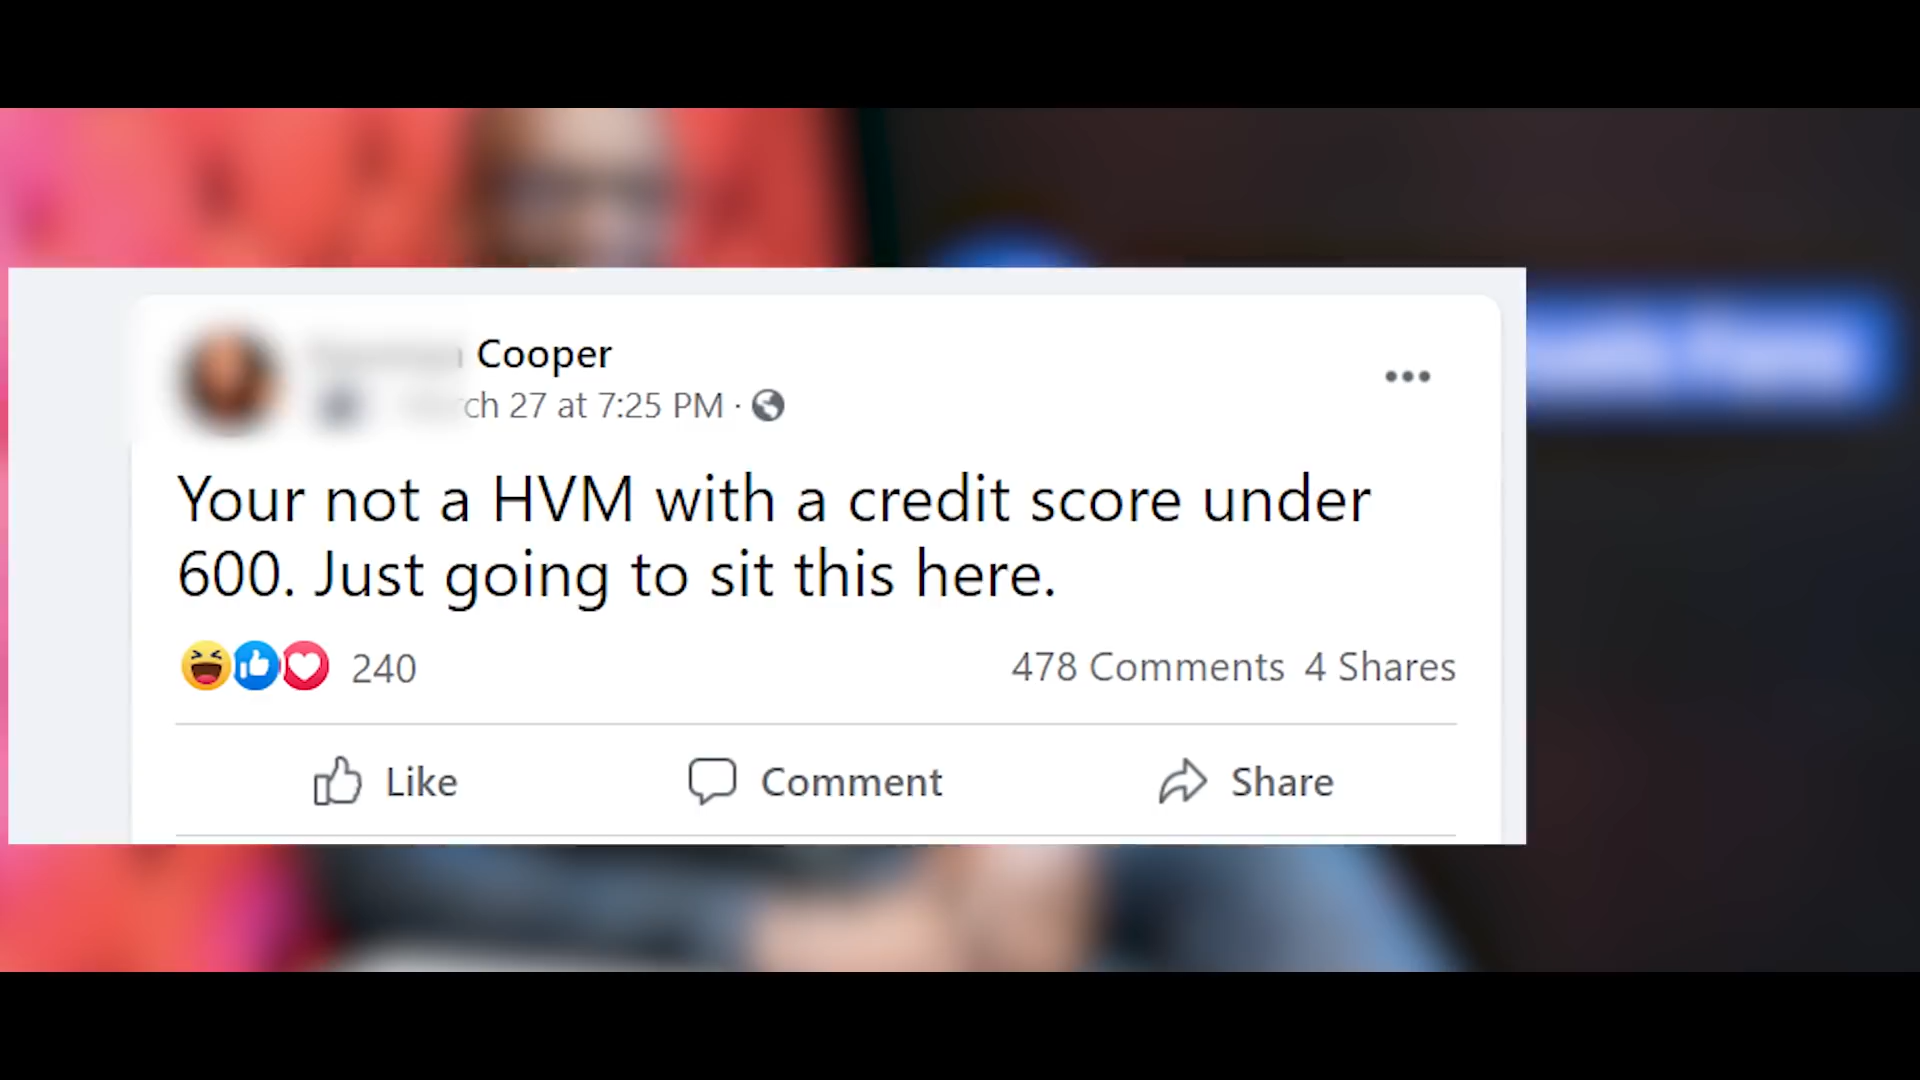 Cooper
ch 27 at 7:25 PM ·
Your not a HVM with a credit score under
600. Just going to sit this here.
240 478 Comments 4 Shares
Like Comment Share